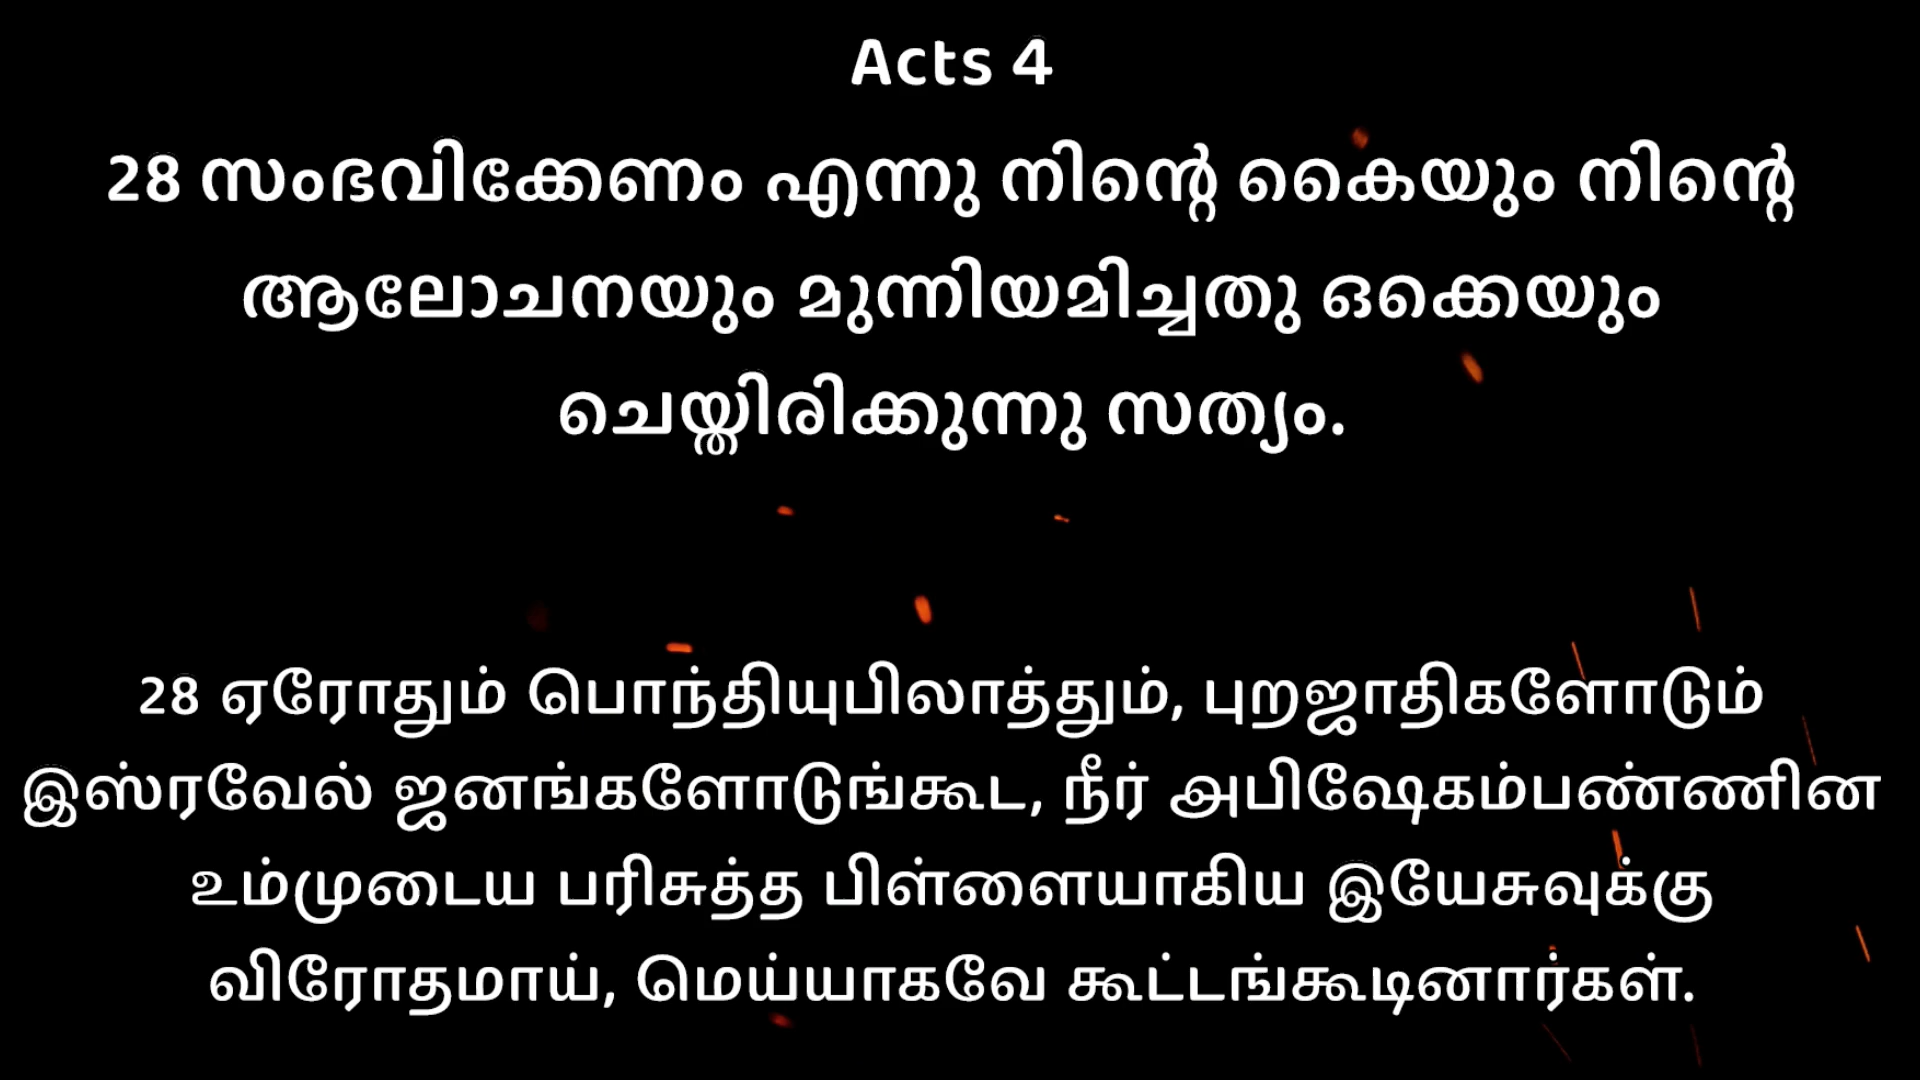 Acts 4
28 സംഭവിക്കേണം എന്നു നിന്റെ കൈയും നിന്റെ
ആലോചനയും മുന്നിയമിച്ചതു ഒക്കെയും
ചെയ്തിരിക്കുന്നു സത്യം.
28 ஏரோதும் பொந்தியுபிலாத்தும், புறஜாதிகளோடும்
இஸ்ரவேல் ஜனங்களோடுங்கூட, நீர் அபிஷேகம்பண்ணின
உம்முடைய பரிசுத்த பிள்ளையாகிய இயேசுவுக்கு
விரோதமாய், மெய்யாகவே கூட்டங்கூடினார்கள்.